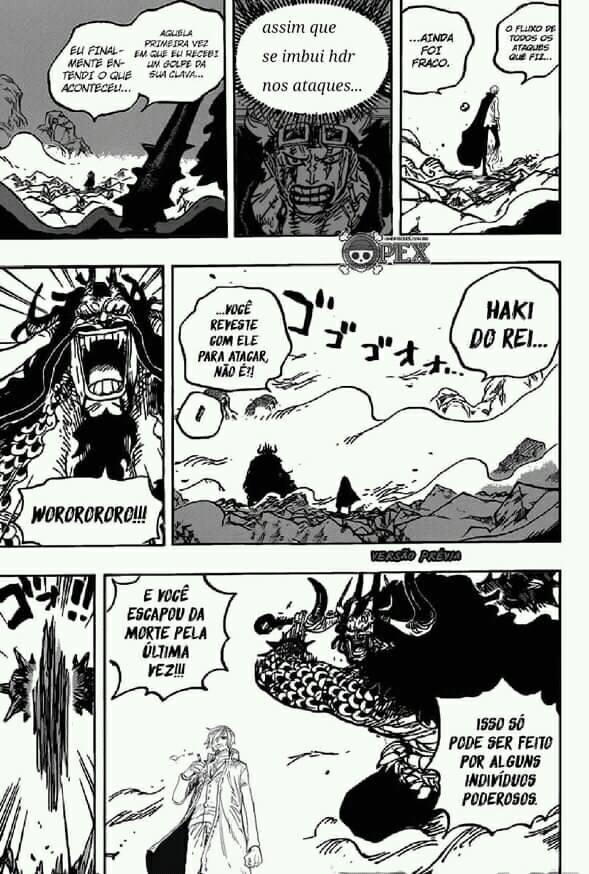 O FLUXO DE
TODOS OS
ATAQUES
QUE FIZ...
...AINDA
FOI
FRACO.
assim que
se imbui hdr
nos ataques...
AQUELA
PRIMEIRA VEZ
EM QUE EU RECEBI
UM GOLPE DA
SUA CLAVA...
EU FINAL-
MENTE EN-
TENDI O QUE
ACONTECEU...
OPEX
HAKI
DO REI...
...VOCÊ
REVESTE
COM ELE
PARA ATACAR,
NÃO É?!
ゴゴゴゴオオ...
WORORORORO!!!
VERSÃO PRÉVIA
ISSO SÓ
PODE SER FEITO
POR ALGUNS
INDIVÍDUOS
PODEROSOS.
E VOCÊ
ESCAPOU DA
MORTE PELA
ÚLTIMA
VEZ!!!